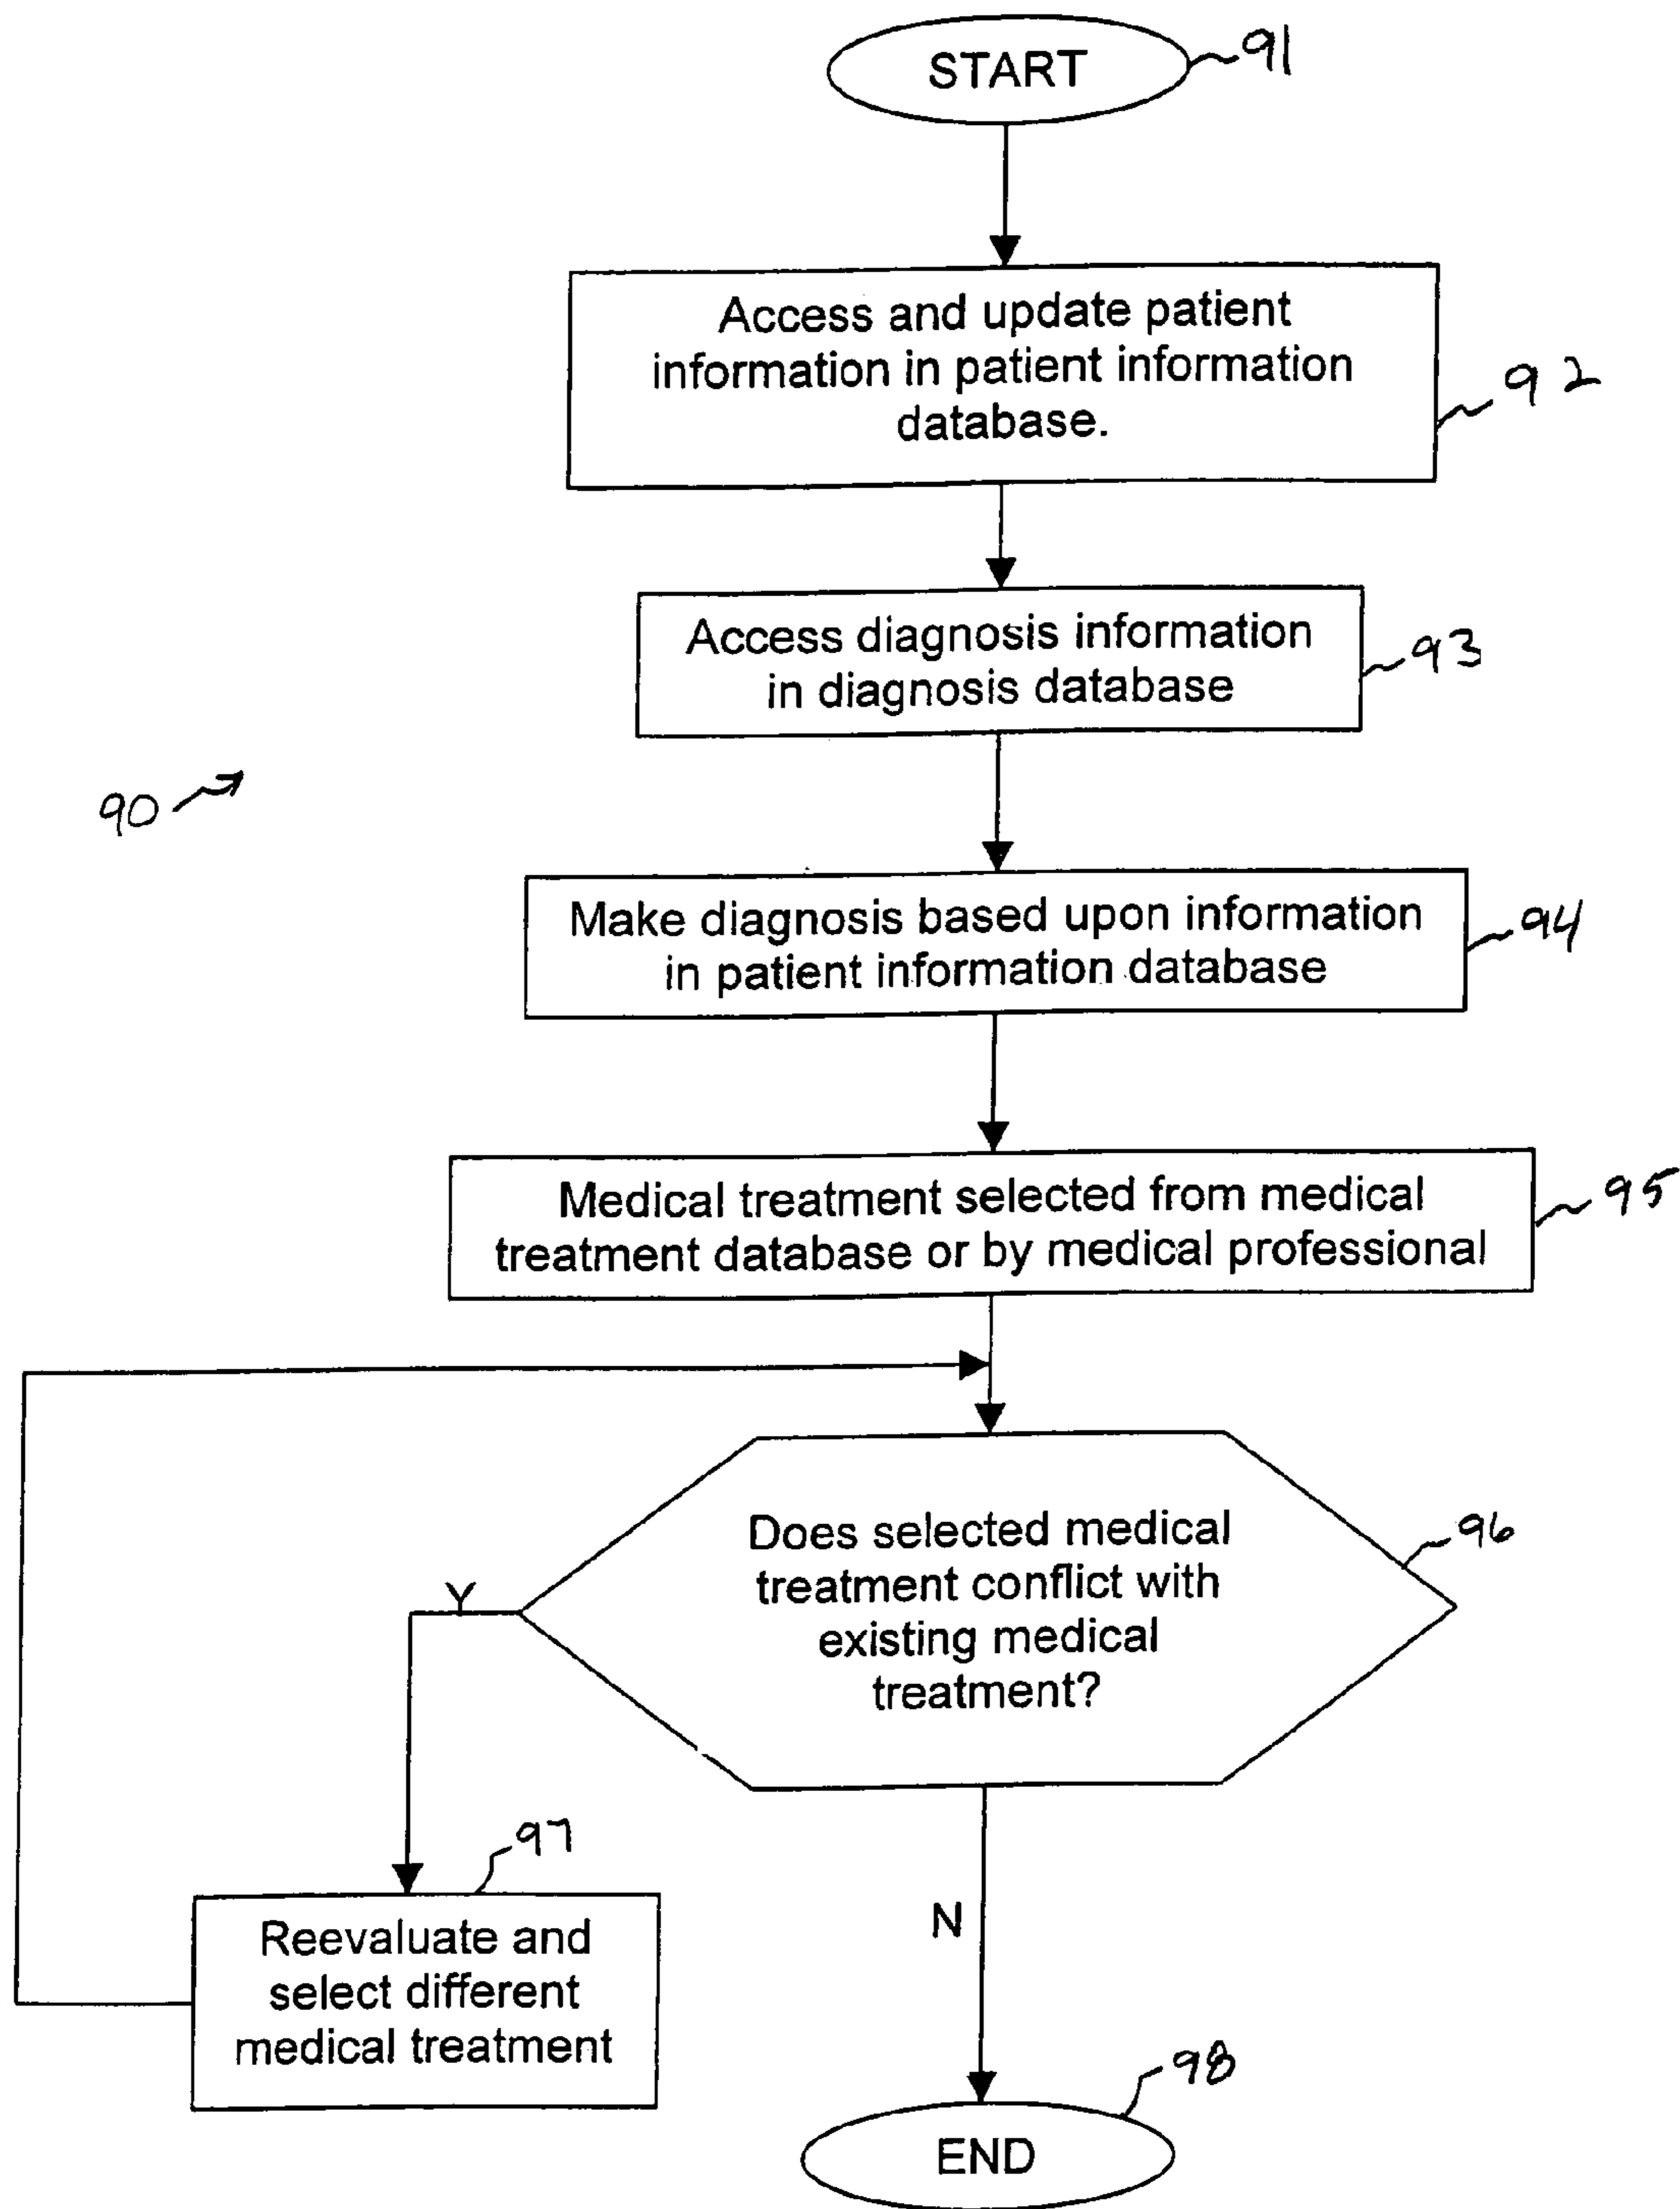 START
91
Access and update patient
information in patient information
database.
92
Access diagnosis information
in diagnosis database
93
90
Make diagnosis based upon information
in patient information database
94
Medical treatment selected from medical
treatment database or by medical professional
95
Does selected medical
treatment conflict with
existing medical
treatment?
96
Y
97
Reevaluate and
select different
medical treatment
N
98
END